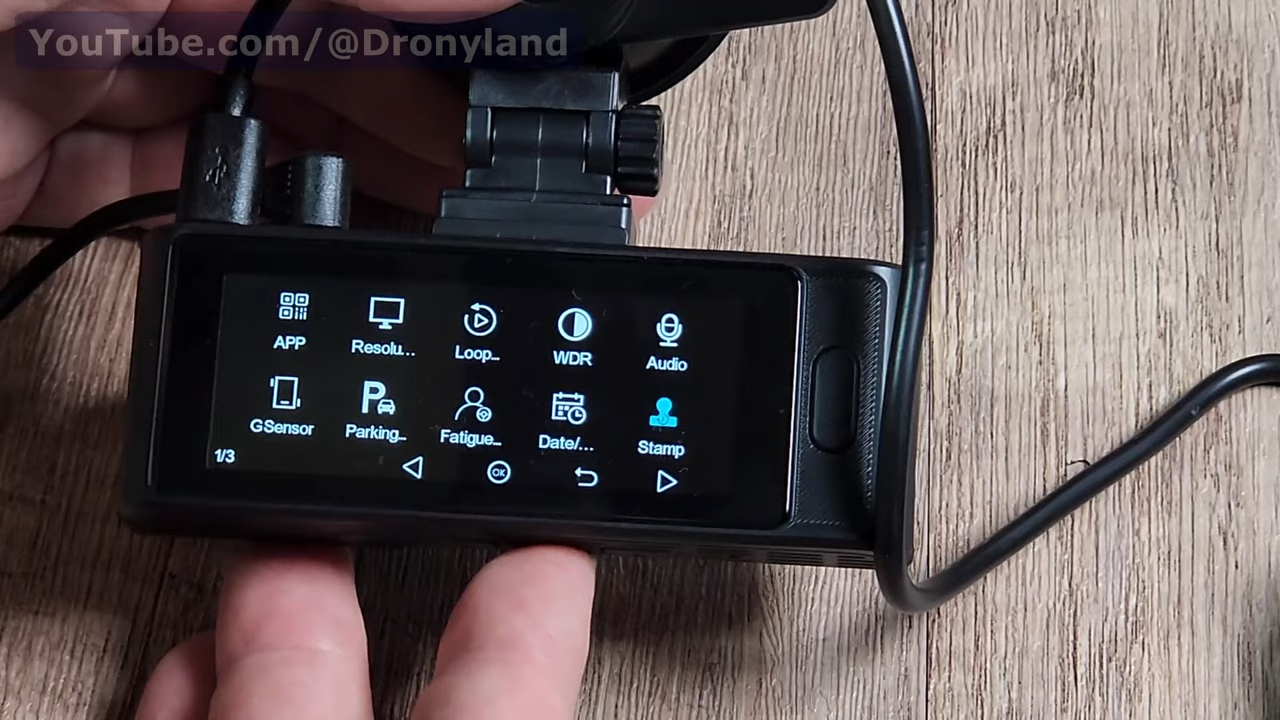 YouTube.com/@Dronyland
APP Resolu... Loop... WDR Audio
GSensor Parking... Fatigue... Date/... Stamp
1/3 OK